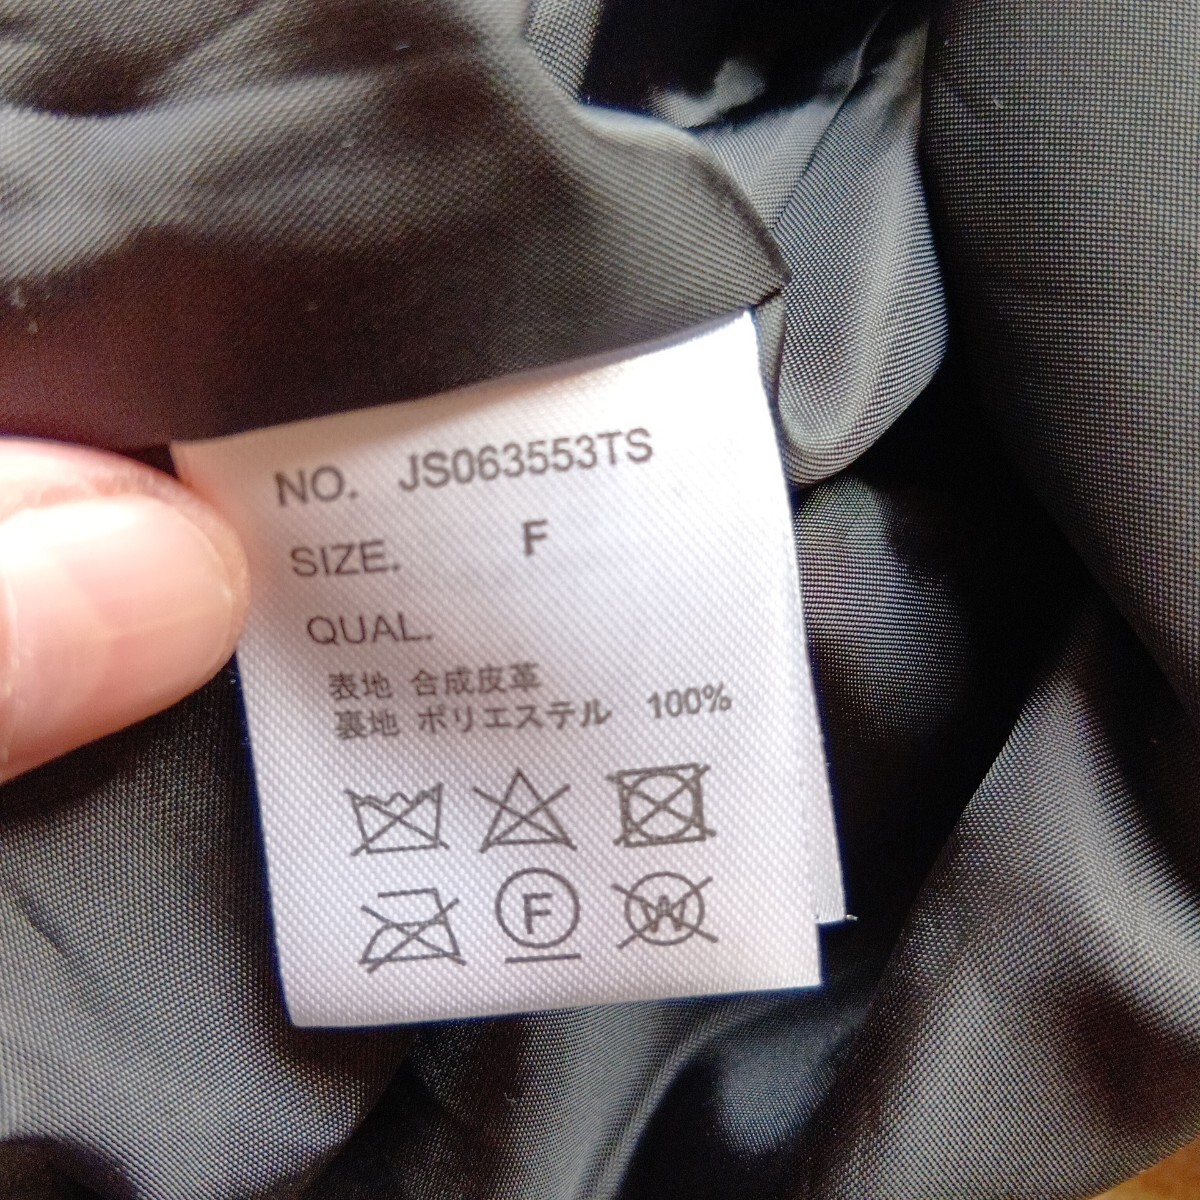 NO. JS063553TS
SIZE. F
QUAL.
表地 合成皮革
裏地 ポリエステル 100%
F
W